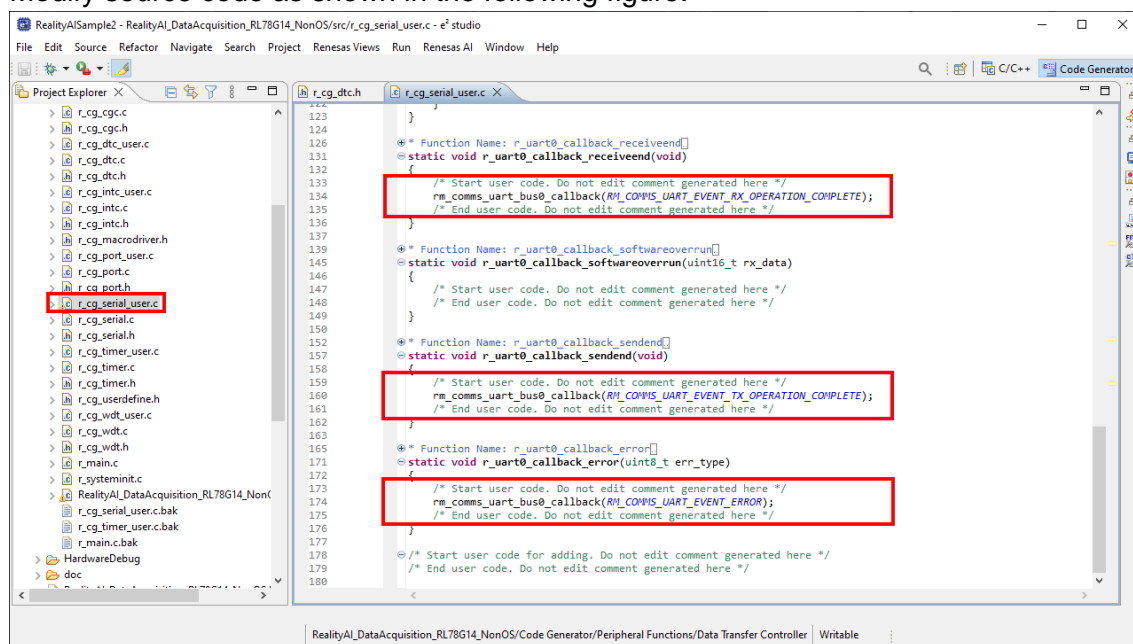 Modify source code as shown in the following figure.
RealityAISample2 - RealityAI_DataAcquisition_RL78G14_NonOS/src/r_cg_serial_user.c - e² studio
File Edit Source Refactor Navigate Search Project Renesas Views Run Renesas AI Window Help
C/C++ Code Generator
Project Explorer
r_cg_cgc.c
r_cg_cgc.h
r_cg_dtc_user.c
r_cg_dtc.c
r_cg_dtc.h
r_cg_intc_user.c
r_cg_intc.c
r_cg_intc.h
r_cg_macrodriver.h
r_cg_port_user.c
r_cg_port.c
r_cg_port.h
r_cg_serial_user.c
r_cg_serial.c
r_cg_serial.h
r_cg_timer_user.c
r_cg_timer.c
r_cg_timer.h
r_cg_userdefine.h
r_cg_wdt_user.c
r_cg_wdt.c
r_cg_wdt.h
r_main.c
r_systeminit.c
RealityAI_DataAcquisition_RL78G14_Non(
r_cg_serial_user.c.bak
r_cg_timer_user.c.bak
r_main.c.bak
HardwareDebug
doc
r_cg_dtc.h r_cg_serial_user.c
122 }
123 }
124
126 * Function Name: r_uart0_callback_receiveend
131 static void r_uart0_callback_receiveend(void)
132 {
133 /* Start user code. Do not edit comment generated here */
134 rm_comms_uart_bus0_callback(RM_COMMS_UART_EVENT_RX_OPERATION_COMPLETE);
135 /* End user code. Do not edit comment generated here */
136 }
137
139 * Function Name: r_uart0_callback_softwareoverrun
145 static void r_uart0_callback_softwareoverrun(uint16_t rx_data)
146 {
147 /* Start user code. Do not edit comment generated here */
148 /* End user code. Do not edit comment generated here */
149 }
150
152 * Function Name: r_uart0_callback_sendend
157 static void r_uart0_callback_sendend(void)
158 {
159 /* Start user code. Do not edit comment generated here */
160 rm_comms_uart_bus0_callback(RM_COMMS_UART_EVENT_TX_OPERATION_COMPLETE);
161 /* End user code. Do not edit comment generated here */
162 }
163
165 * Function Name: r_uart0_callback_error
171 static void r_uart0_callback_error(uint8_t err_type)
172 {
173 /* Start user code. Do not edit comment generated here */
174 rm_comms_uart_bus0_callback(RM_COMMS_UART_EVENT_ERROR);
175 /* End user code. Do not edit comment generated here */
176 }
177
178 /* Start user code for adding. Do not edit comment generated here */
179 /* End user code. Do not edit comment generated here */
180
RealityAI_DataAcquisition_RL78G14_NonOS/Code Generator/Peripheral Functions/Data Transfer Controller Writable